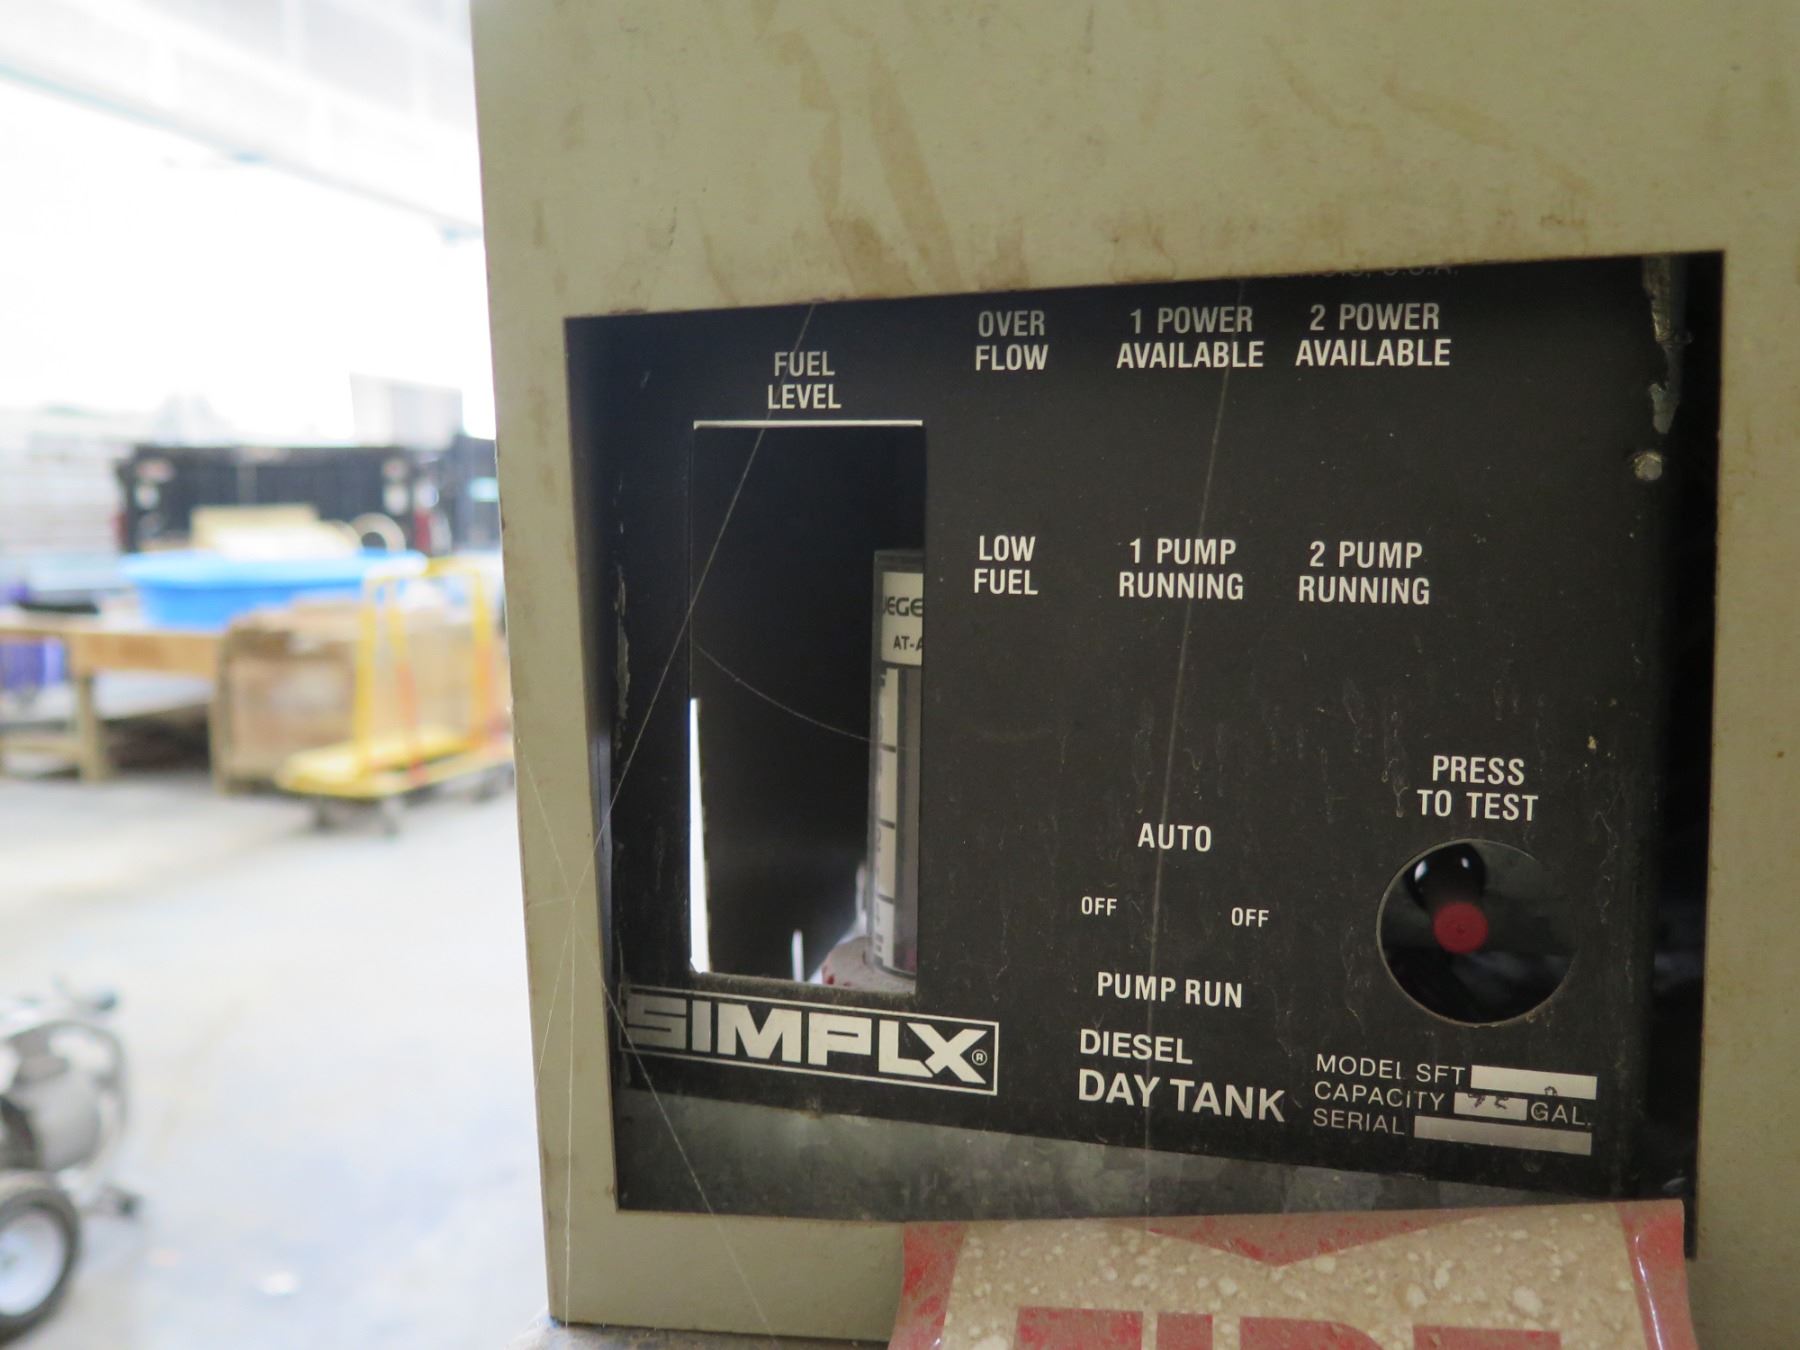 FUEL
LEVEL
OVER
FLOW
1 POWER
AVAILABLE
2 POWER
AVAILABLE
LOW
FUEL
1 PUMP
RUNNING
2 PUMP
RUNNING
PRESS
TO TEST
AUTO
OFF
OFF
PUMP RUN
SIMPLX®
DIESEL
DAY TANK
MODEL SFT
CAPACITY GAL.
SERIAL